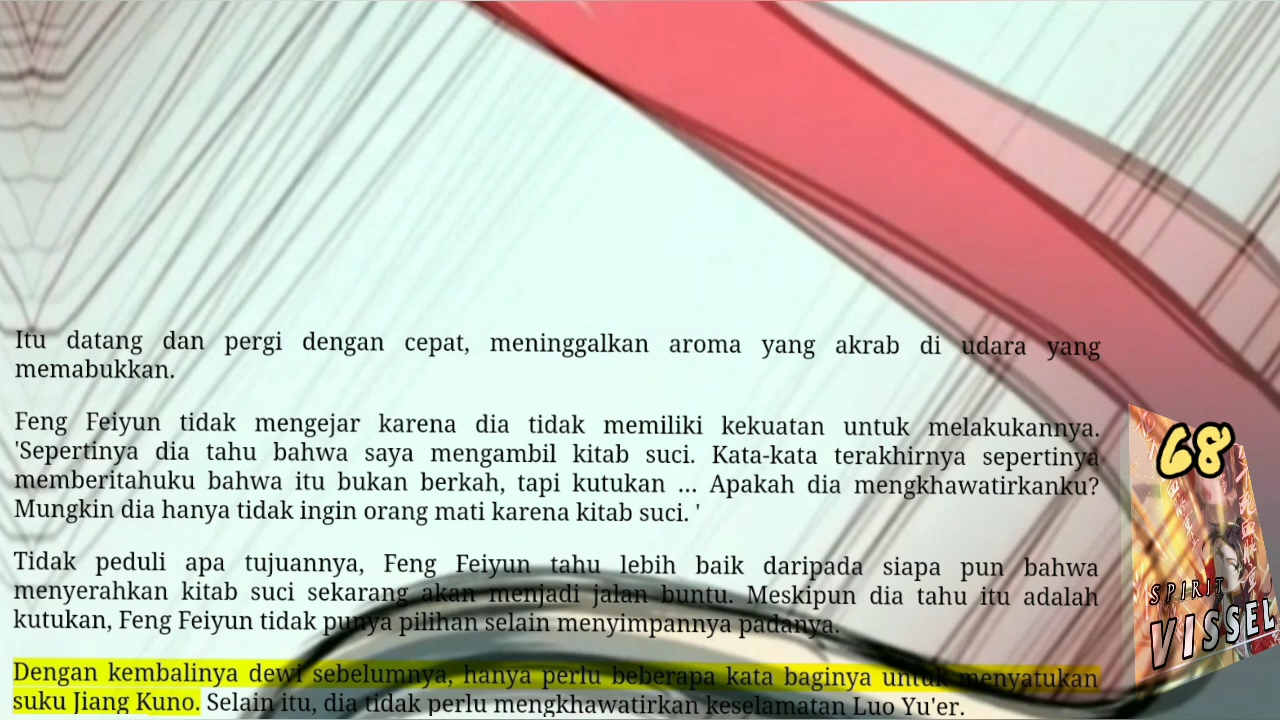 Itu datang dan pergi dengan cepat, meninggalkan aroma yang akrab di udara yang
memabukkan.
Feng Feiyun tidak mengejar karena dia tidak memiliki kekuatan untuk melakukannya.
'Sepertinya dia tahu bahwa saya mengambil kitab suci. Kata-kata terakhirnya sepertinya
memberitahuku bahwa itu bukan berkah, tapi kutukan ... Apakah dia mengkhawatirkanku?
Mungkin dia hanya tidak ingin orang mati karena kitab suci. '
Tidak peduli apa tujuannya, Feng Feiyun tahu lebih baik daripada siapa pun bahwa
menyerahkan kitab suci sekarang akan menjadi jalan buntu. Meskipun dia tahu itu adalah
kutukan, Feng Feiyun tidak punya pilihan selain menyimpannya padanya.
Dengan kembalinya dewi sebelumnya, hanya perlu beberapa kata baginya untuk menyatukan
suku Jiang Kuno. Selain itu, dia tidak perlu mengkhawatirkan keselamatan Luo Yu'er.
68
SPIRIT
VISSEL